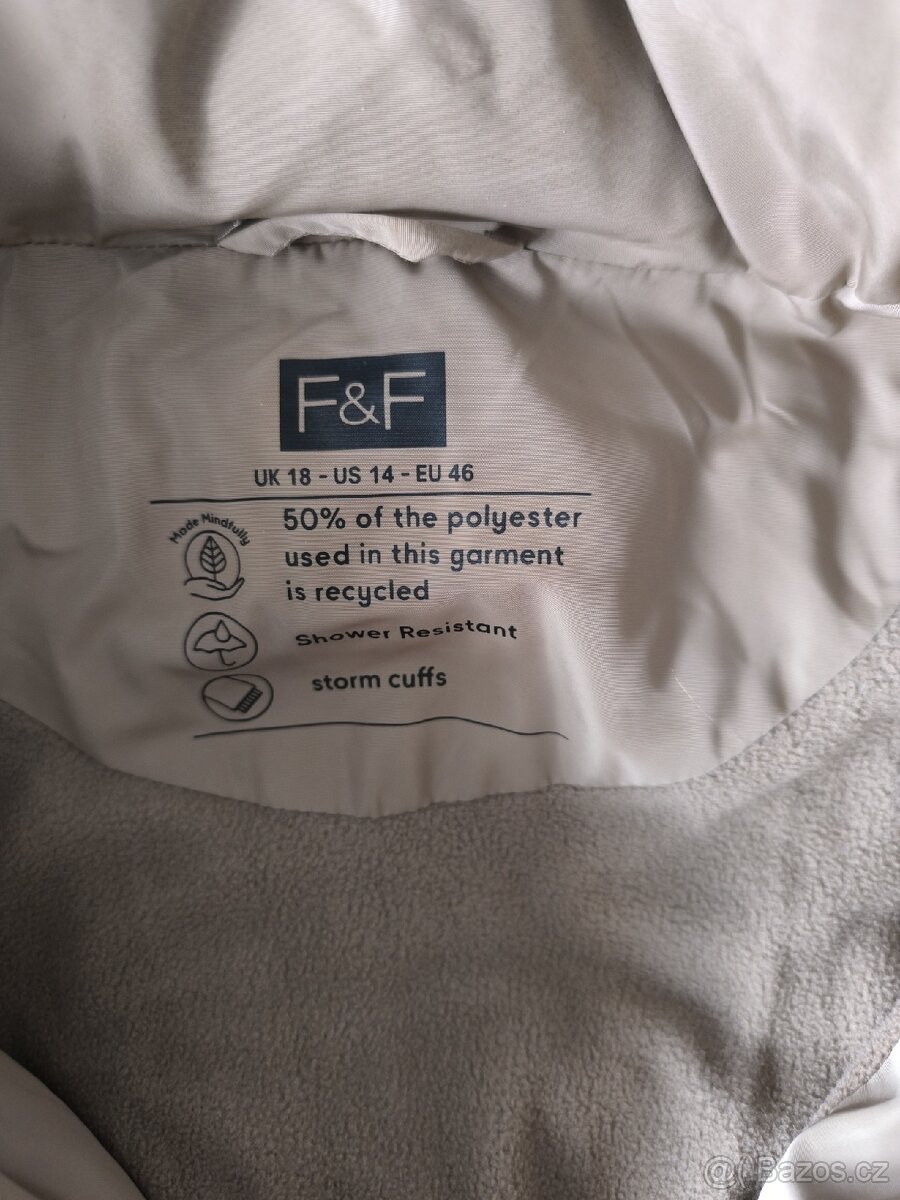 F&F
UK 18 - US 14 - EU 46
Made Mindfully
50% of the polyester
used in this garment
is recycled
Shower Resistant
storm cuffs
@ Bazos.cz